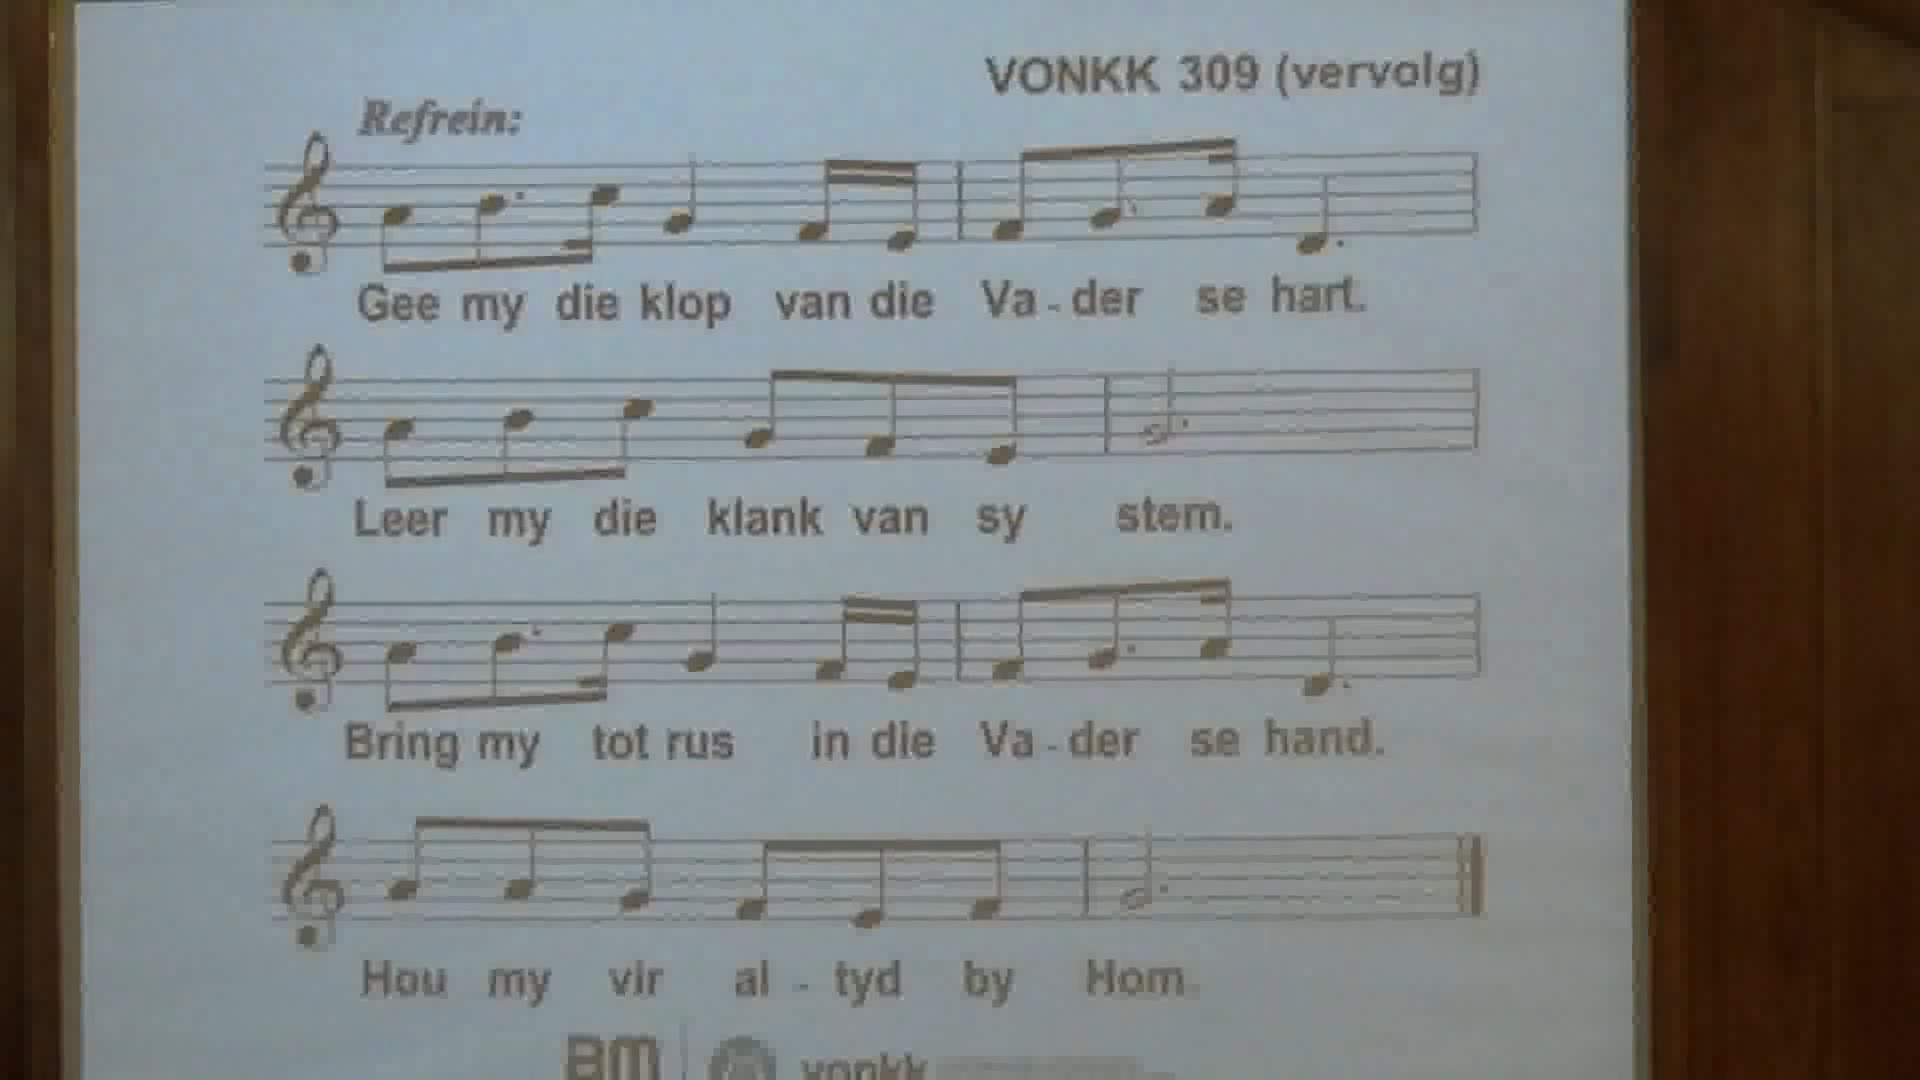 VONKK 309 (vervolg)
Refrein:
Gee my die klop van die Va - der se hart.
Leer my die klank van sy stem.
Bring my tot rus in die Va - der se hand.
Hou my vir al - tyd by Hom.
BM vonkk